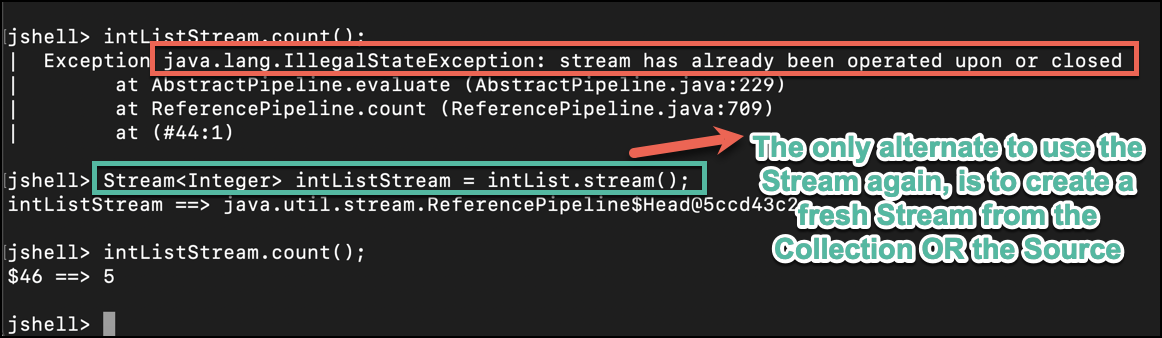 jshell> intListStream.count();
|  Exception java.lang.IllegalStateException: stream has already been operated upon or closed
|        at AbstractPipeline.evaluate (AbstractPipeline.java:229)
|        at ReferencePipeline.count (ReferencePipeline.java:709)
|        at (#44:1)
jshell> Stream<Integer> intListStream = intList.stream();
intListStream ==> java.util.stream.ReferencePipeline$Head@5ccd43c2
jshell> intListStream.count();
$46 ==> 5
jshell>
The only alternate to use the
Stream again, is to create a
fresh Stream from the
Collection OR the Source